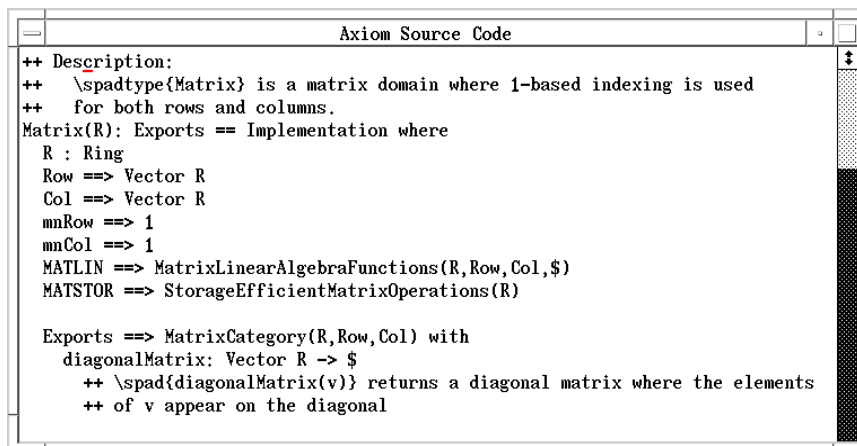 Axiom Source Code
++ Description:
++   \spadtype{Matrix} is a matrix domain where 1-based indexing is used
++   for both rows and columns.
Matrix(R): Exports == Implementation where
  R : Ring
  Row ==> Vector R
  Col ==> Vector R
  mnRow ==> 1
  mnCol ==> 1
  MATLIN ==> MatrixLinearAlgebraFunctions(R,Row,Col,$)
  MATSTOR ==> StorageEfficientMatrixOperations(R)
  Exports ==> MatrixCategory(R,Row,Col) with
    diagonalMatrix: Vector R -> $
      ++ \spad{diagonalMatrix(v)} returns a diagonal matrix where the elements
      ++ of v appear on the diagonal